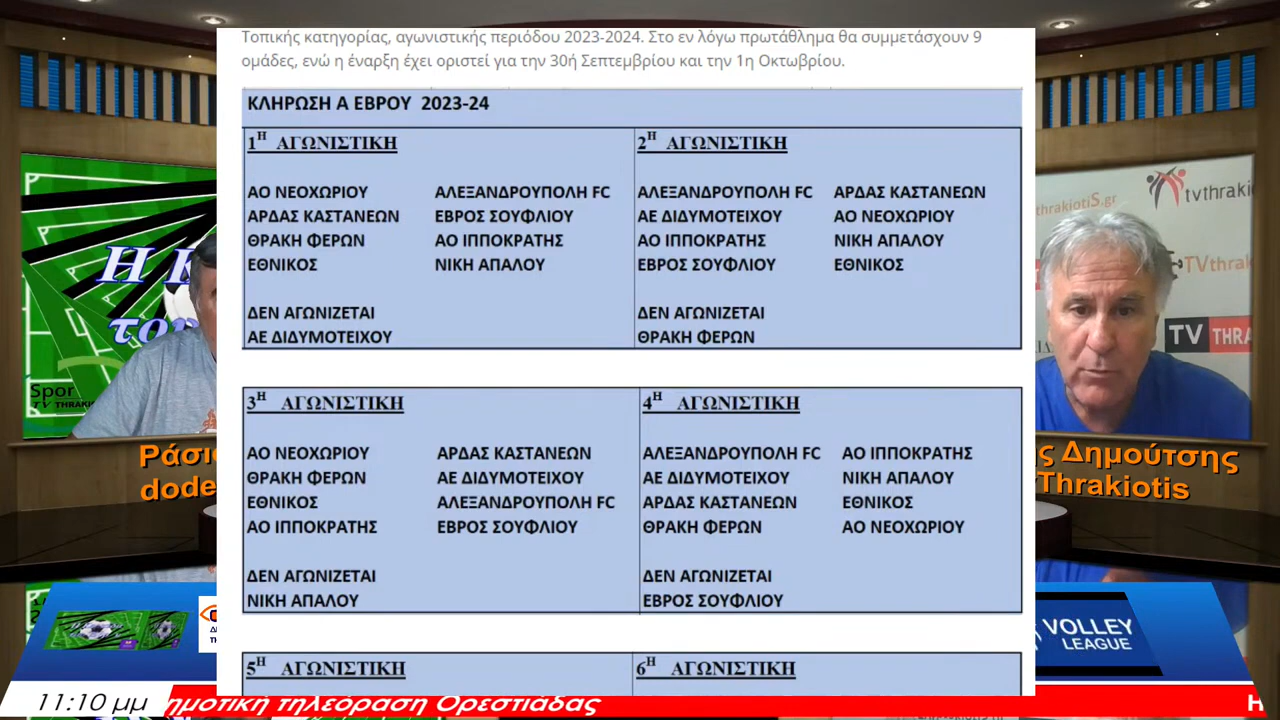 Τοπικής κατηγορίας, αγωνιστικής περιόδου 2023-2024. Στο εν λόγω πρωτάθλημα θα συμμετάσχουν 9
ομάδες, ενώ η έναρξη έχει οριστεί για την 30ή Σεπτεμβρίου και την 1η Οκτωβρίου.
ΚΛΗΡΩΣΗ Α ΕΒΡΟΥ 2023-24
1Η ΑΓΩΝΙΣΤΙΚΗ
ΑΟ ΝΕΟΧΩΡΙΟΥ ΑΛΕΞΑΝΔΡΟΥΠΟΛΗ FC
ΑΡΔΑΣ ΚΑΣΤΑΝΕΩΝ ΕΒΡΟΣ ΣΟΥΦΛΙΟΥ
ΘΡΑΚΗ ΦΕΡΩΝ ΑΟ ΙΠΠΟΚΡΑΤΗΣ
ΕΘΝΙΚΟΣ ΝΙΚΗ ΑΠΑΛΟΥ
ΔΕΝ ΑΓΩΝΙΖΕΤΑΙ
ΑΕ ΔΙΔΥΜΟΤΕΙΧΟΥ
2Η ΑΓΩΝΙΣΤΙΚΗ
ΑΛΕΞΑΝΔΡΟΥΠΟΛΗ FC ΑΡΔΑΣ ΚΑΣΤΑΝΕΩΝ
ΑΕ ΔΙΔΥΜΟΤΕΙΧΟΥ ΑΟ ΝΕΟΧΩΡΙΟΥ
ΑΟ ΙΠΠΟΚΡΑΤΗΣ ΝΙΚΗ ΑΠΑΛΟΥ
ΕΒΡΟΣ ΣΟΥΦΛΙΟΥ ΕΘΝΙΚΟΣ
ΔΕΝ ΑΓΩΝΙΖΕΤΑΙ
ΘΡΑΚΗ ΦΕΡΩΝ
3Η ΑΓΩΝΙΣΤΙΚΗ
ΑΟ ΝΕΟΧΩΡΙΟΥ ΑΡΔΑΣ ΚΑΣΤΑΝΕΩΝ
ΘΡΑΚΗ ΦΕΡΩΝ ΑΕ ΔΙΔΥΜΟΤΕΙΧΟΥ
ΕΘΝΙΚΟΣ ΑΛΕΞΑΝΔΡΟΥΠΟΛΗ FC
ΑΟ ΙΠΠΟΚΡΑΤΗΣ ΕΒΡΟΣ ΣΟΥΦΛΙΟΥ
ΔΕΝ ΑΓΩΝΙΖΕΤΑΙ
ΝΙΚΗ ΑΠΑΛΟΥ
4Η ΑΓΩΝΙΣΤΙΚΗ
ΑΛΕΞΑΝΔΡΟΥΠΟΛΗ FC ΑΟ ΙΠΠΟΚΡΑΤΗΣ
ΑΕ ΔΙΔΥΜΟΤΕΙΧΟΥ ΝΙΚΗ ΑΠΑΛΟΥ
ΑΡΔΑΣ ΚΑΣΤΑΝΕΩΝ ΕΘΝΙΚΟΣ
ΘΡΑΚΗ ΦΕΡΩΝ ΑΟ ΝΕΟΧΩΡΙΟΥ
ΔΕΝ ΑΓΩΝΙΖΕΤΑΙ
ΕΒΡΟΣ ΣΟΥΦΛΙΟΥ
5Η ΑΓΩΝΙΣΤΙΚΗ
6Η ΑΓΩΝΙΣΤΙΚΗ
Η Κ
το
Spor
TV THRAKI
Ράσι
dode
thrakiotiS.gr
tvthraki
TVthrak
TV THRA
ς Δημούτσης
Thrakiotis
VOLLEY
LEAGUE
11:10 μμ
ημοτική τηλεόραση Ορεστιάδας
Η